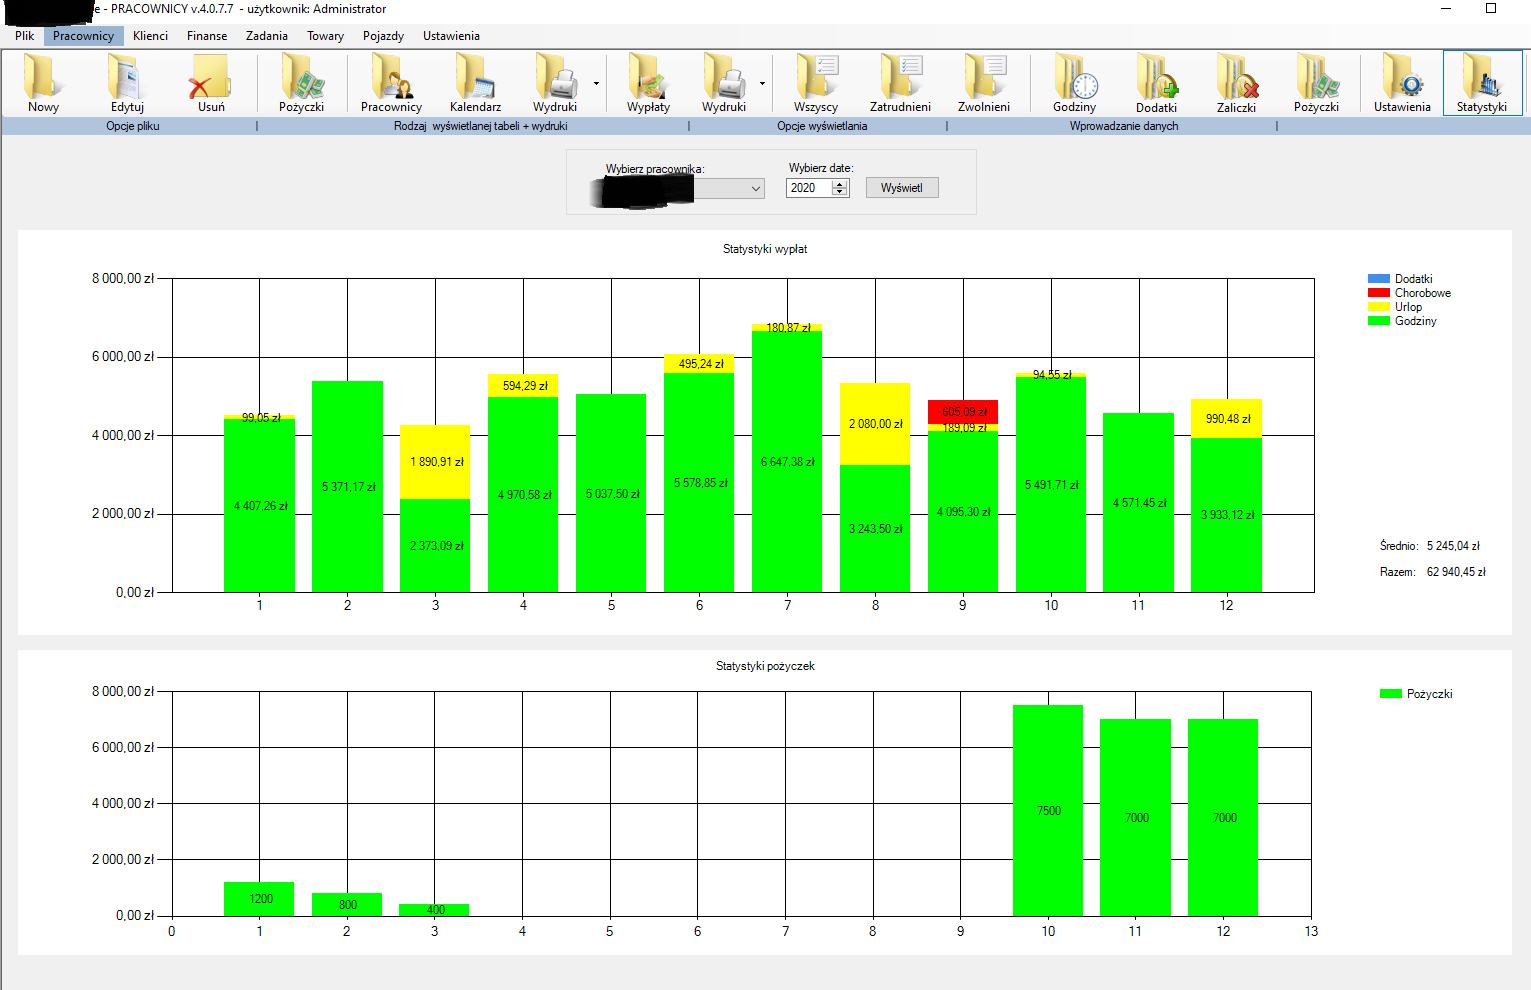 e - PRACOWNICY v.4.0.7.7 - użytkownik: Administrator
Plik Pracownicy Klienci Finanse Zadania Towary Pojazdy Ustawienia
Nowy Edytuj Usuń Pożyczki Pracownicy Kalendarz Wydruki Wypłaty Wydruki Wszyscy Zatrudnieni Zwolnieni Godziny Dodatki Zaliczki Pożyczki Ustawienia Statystyki
Opcje pliku | Rodzaj wyświetlanej tabeli + wydruki | Opcje wyświetlania | Wprowadzanie danych |
Wybierz pracownika: Wybierz date:
2020 Wyświetl
Statystyki wypłat
8 000,00 zł
6 000,00 zł
4 000,00 zł
2 000,00 zł
0,00 zł
99,05 zł
4 407,26 zł
5 371,17 zł
1 890,91 zł
2 373,09 zł
594,29 zł
4 970,58 zł
5 037,50 zł
495,24 zł
5 578,85 zł
180,87 zł
6 647,38 zł
2 080,00 zł
3 243,50 zł
605,09 zł
189,09 zł
4 095,30 zł
94,55 zł
5 491,71 zł
4 571,45 zł
990,48 zł
3 933,12 zł
1 2 3 4 5 6 7 8 9 10 11 12
Dodatki
Chorobowe
Urlop
Godziny
Średnio: 5 245,04 zł
Razem: 62 940,45 zł
Statystyki pożyczek
8 000,00 zł
6 000,00 zł
4 000,00 zł
2 000,00 zł
0,00 zł
1200
800
400
7500
7000
7000
0 1 2 3 4 5 6 7 8 9 10 11 12 13
Pożyczki